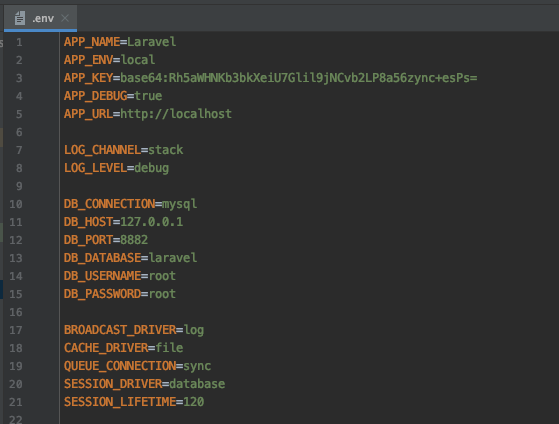 .env
1 APP_NAME=Laravel
2 APP_ENV=local
3 APP_KEY=base64:Rh5aWHNKb3bkXeiU7Glil9jNCvb2LP8a56zync+esPs=
4 APP_DEBUG=true
5 APP_URL=http://localhost
6
7 LOG_CHANNEL=stack
8 LOG_LEVEL=debug
9
10 DB_CONNECTION=mysql
11 DB_HOST=127.0.0.1
12 DB_PORT=8882
13 DB_DATABASE=laravel
14 DB_USERNAME=root
15 DB_PASSWORD=root
16
17 BROADCAST_DRIVER=log
18 CACHE_DRIVER=file
19 QUEUE_CONNECTION=sync
20 SESSION_DRIVER=database
21 SESSION_LIFETIME=120
22